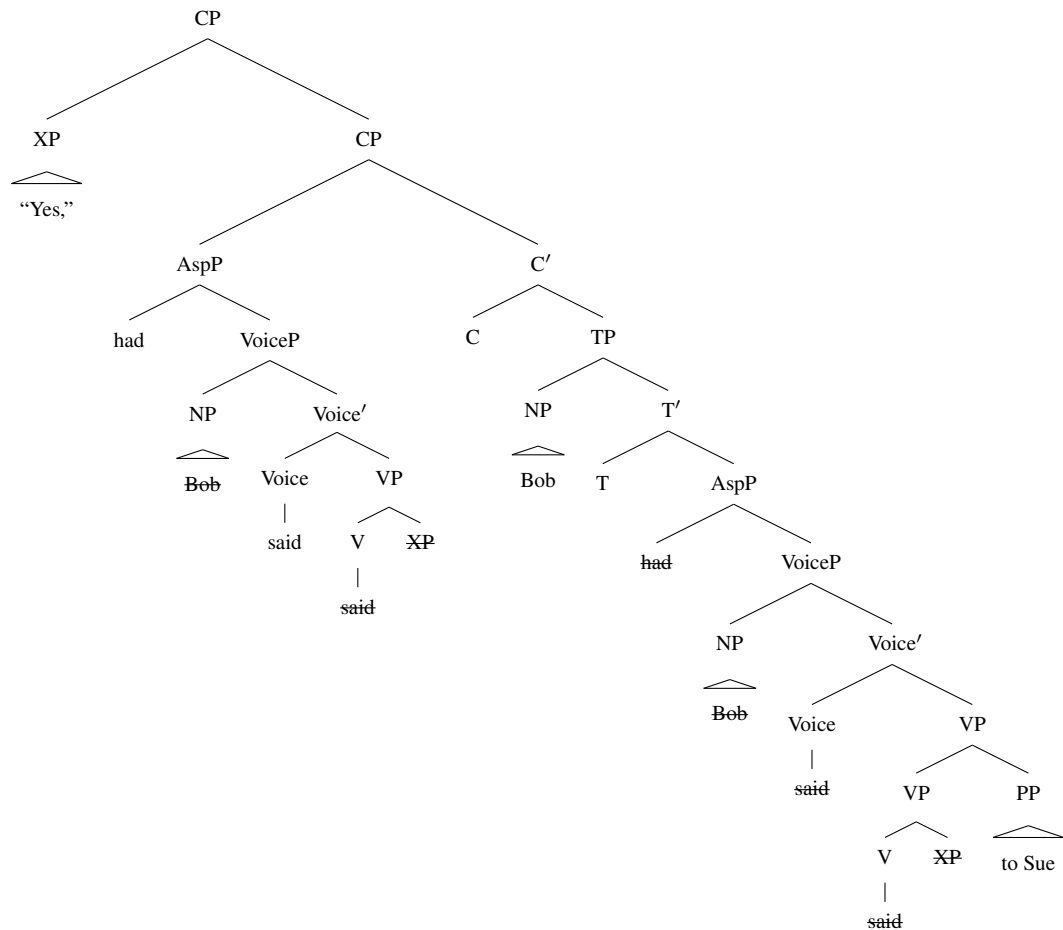 CP
XP CP
“Yes,”
AspP C′
had VoiceP C TP
NP Voice′ NP T′
Bob Voice VP Bob T AspP
said V XP had VoiceP
said NP Voice′
Bob Voice VP
said VP PP
V XP to Sue
said